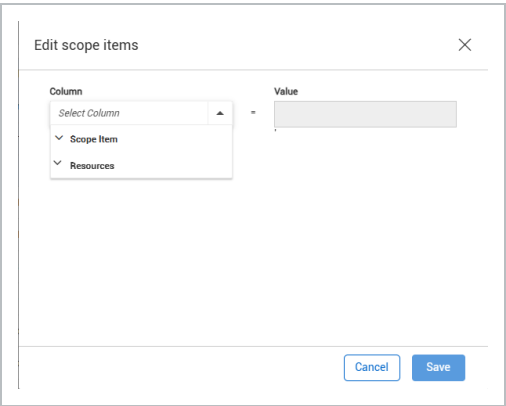 Edit scope items
Column
Value
Select Column
=
Scope Item
Resources
Cancel
Save